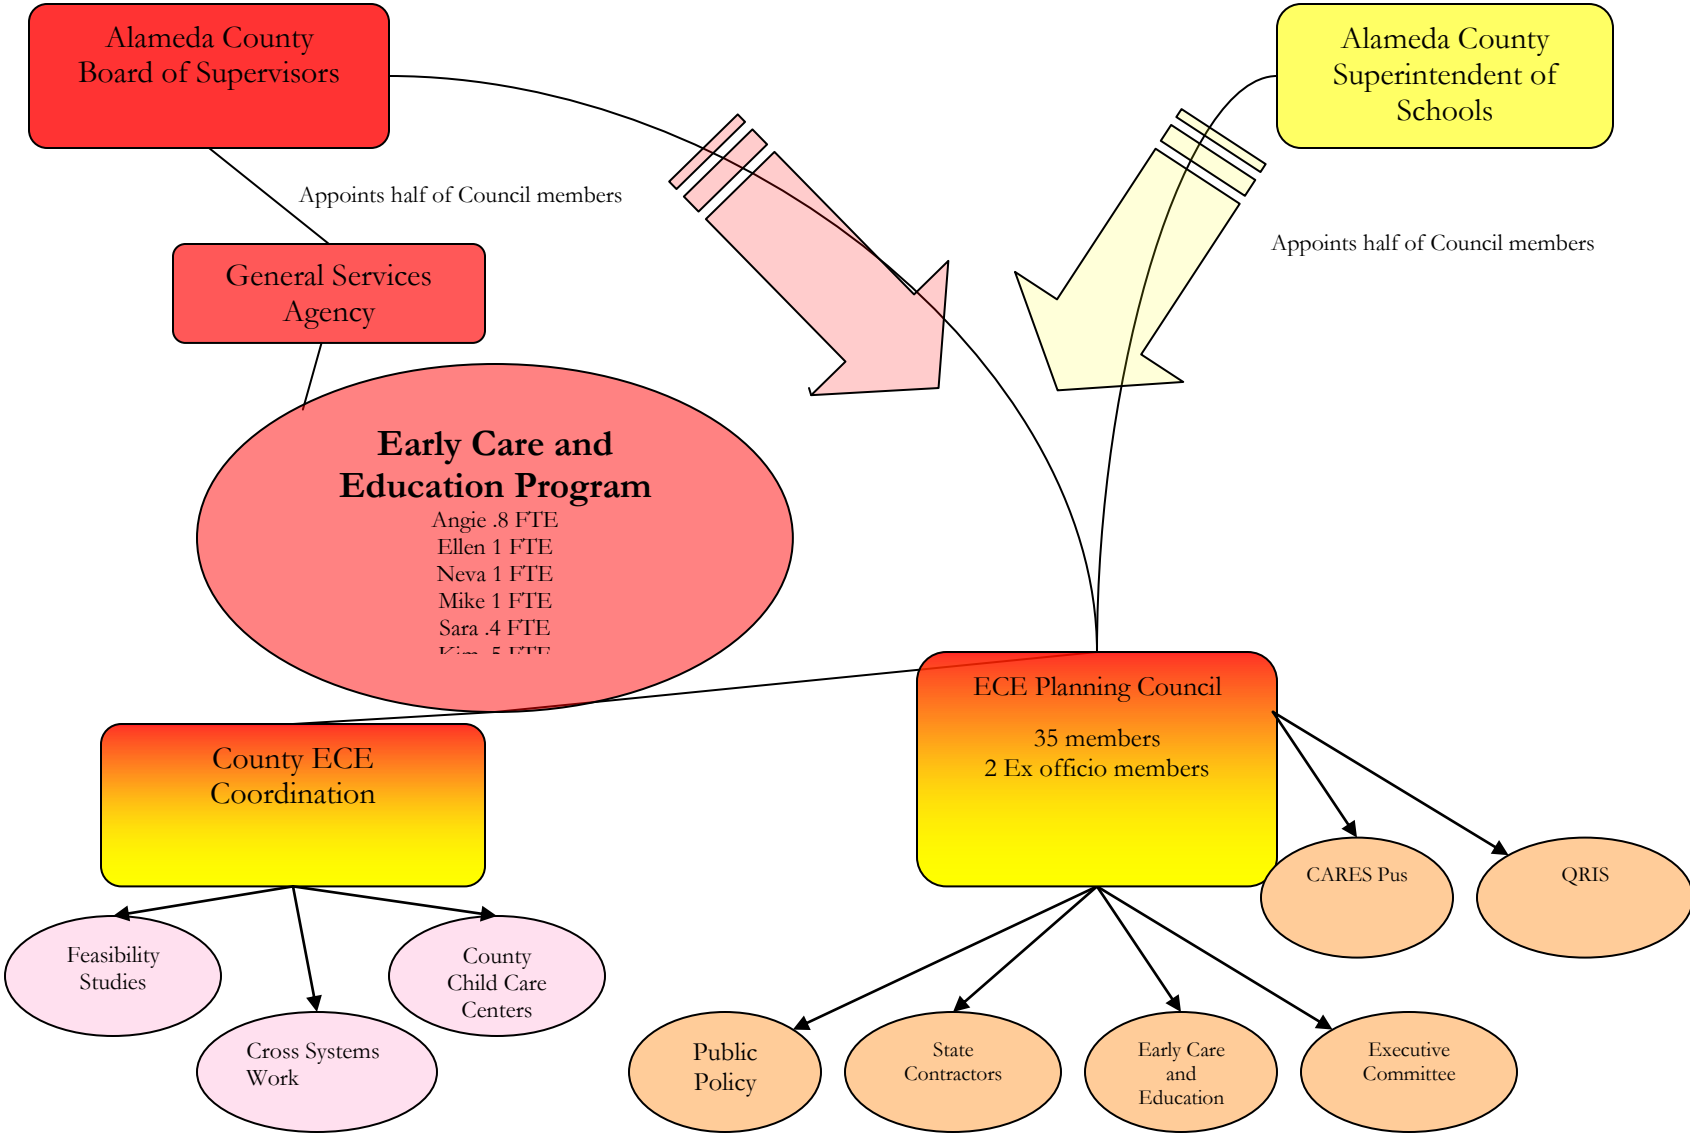 Alameda County
Board of Supervisors
Alameda County
Superintendent of
Schools
Appoints half of Council members
Appoints half of Council members
General Services
Agency
Early Care and
Education Program
Angie .8 FTE
Ellen 1 FTE
Neva 1 FTE
Mike 1 FTE
Sara .4 FTE
Kim .5 FTE
ECE Planning Council
35 members
2 Ex officio members
County ECE
Coordination
CARES Pus
QRIS
Feasibility
Studies
County
Child Care
Centers
Cross Systems
Work
Public
Policy
State
Contractors
Early Care
and
Education
Executive
Committee